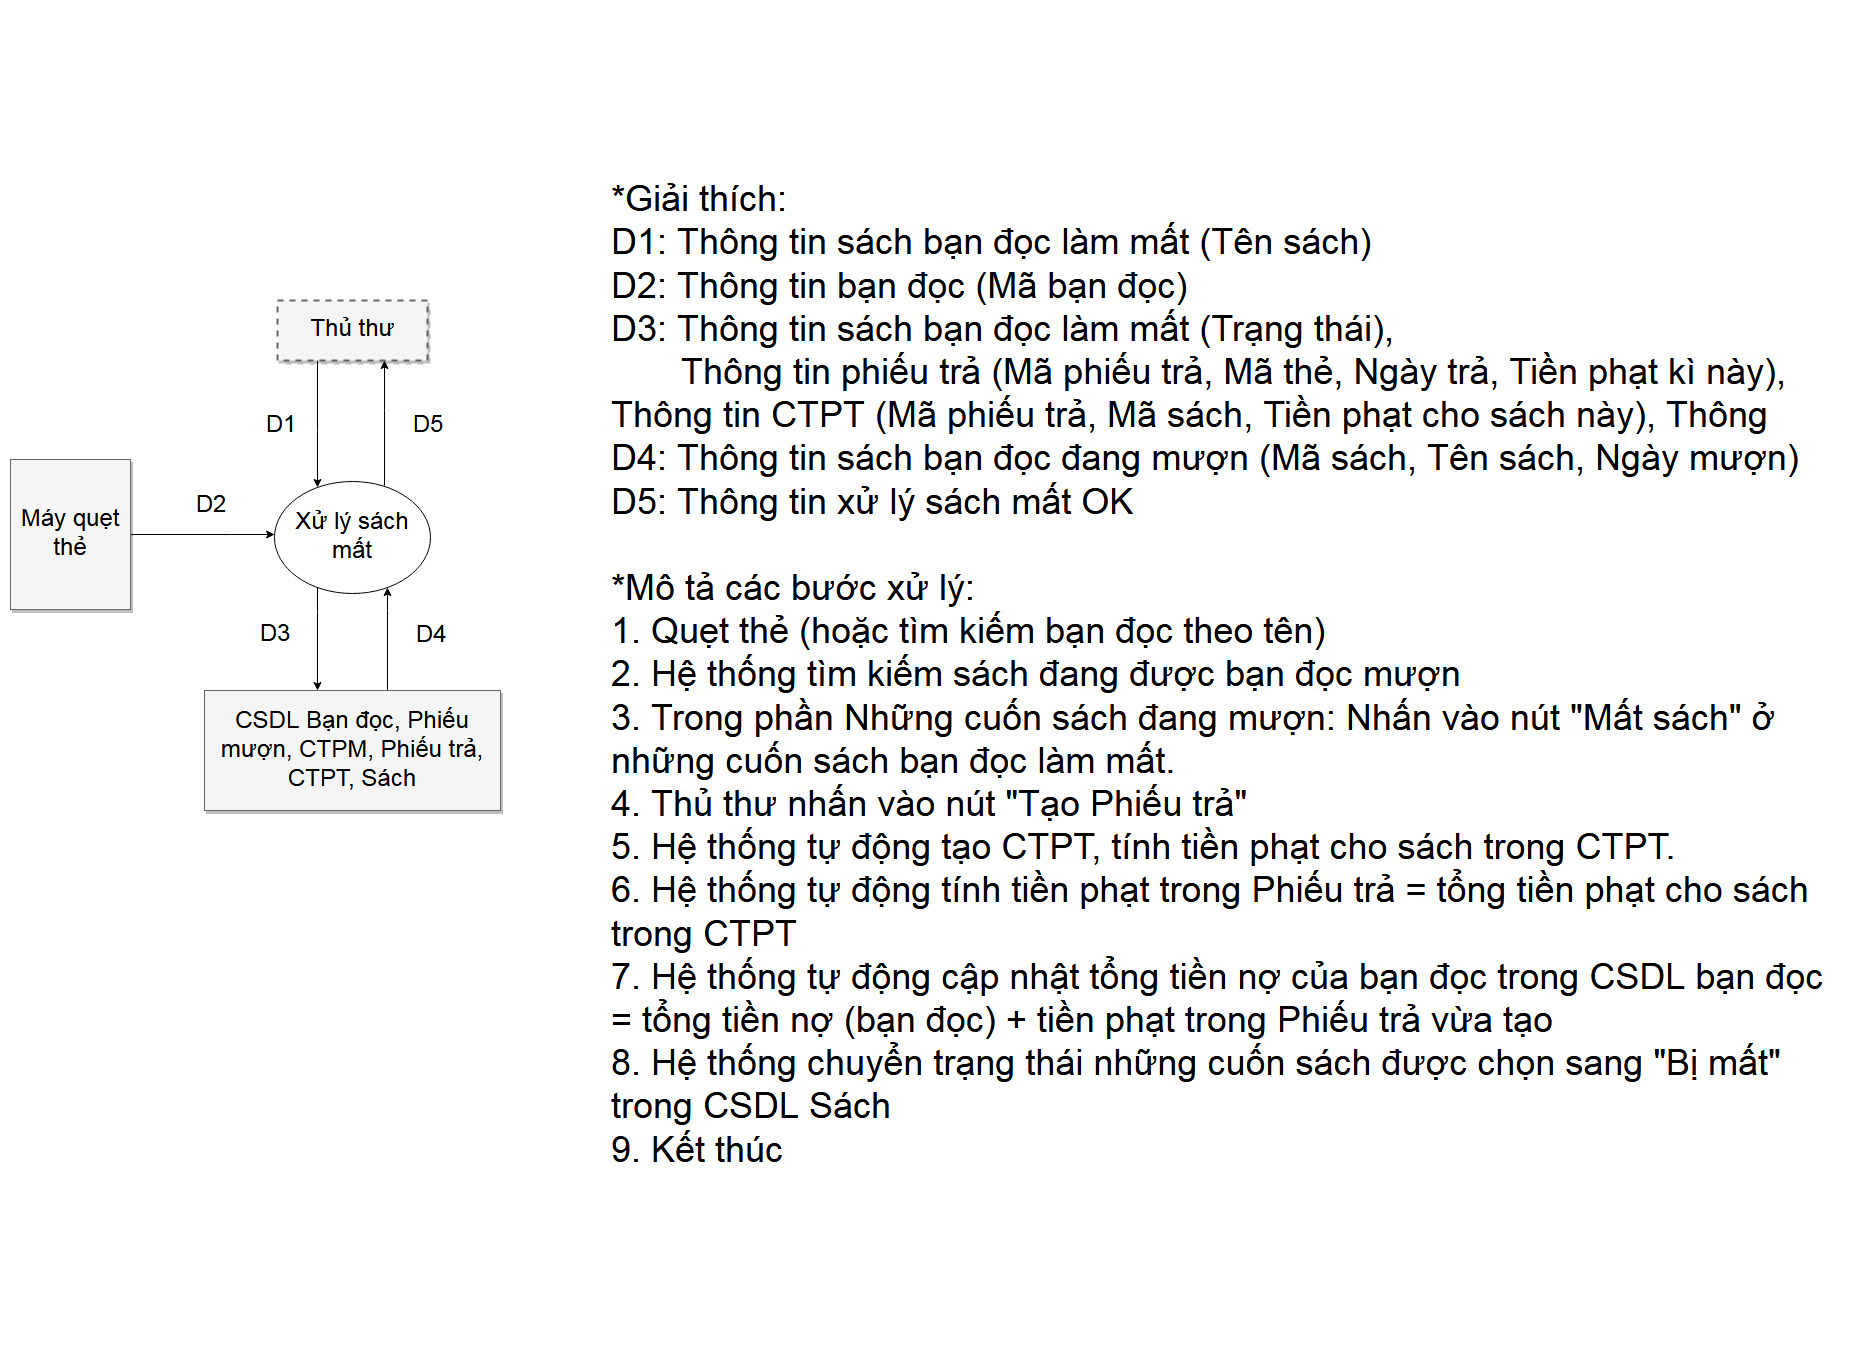 Thủ thư
D1
D5
Máy quẹt
thẻ
D2
Xử lý sách
mất
D3
D4
CSDL Bạn đọc, Phiếu
mượn, CTPM, Phiếu trả,
CTPT, Sách
*Giải thích:
D1: Thông tin sách bạn đọc làm mất (Tên sách)
D2: Thông tin bạn đọc (Mã bạn đọc)
D3: Thông tin sách bạn đọc làm mất (Trạng thái),
Thông tin phiếu trả (Mã phiếu trả, Mã thẻ, Ngày trả, Tiền phạt kì này),
Thông tin CTPT (Mã phiếu trả, Mã sách, Tiền phạt cho sách này), Thông
D4: Thông tin sách bạn đọc đang mượn (Mã sách, Tên sách, Ngày mượn)
D5: Thông tin xử lý sách mất OK
*Mô tả các bước xử lý:
1. Quẹt thẻ (hoặc tìm kiếm bạn đọc theo tên)
2. Hệ thống tìm kiếm sách đang được bạn đọc mượn
3. Trong phần Những cuốn sách đang mượn: Nhấn vào nút "Mất sách" ở
những cuốn sách bạn đọc làm mất.
4. Thủ thư nhấn vào nút "Tạo Phiếu trả"
5. Hệ thống tự động tạo CTPT, tính tiền phạt cho sách trong CTPT.
6. Hệ thống tự động tính tiền phạt trong Phiếu trả = tổng tiền phạt cho sách
trong CTPT
7. Hệ thống tự động cập nhật tổng tiền nợ của bạn đọc trong CSDL bạn đọc
= tổng tiền nợ (bạn đọc) + tiền phạt trong Phiếu trả vừa tạo
8. Hệ thống chuyển trạng thái những cuốn sách được chọn sang "Bị mất"
trong CSDL Sách
9. Kết thúc